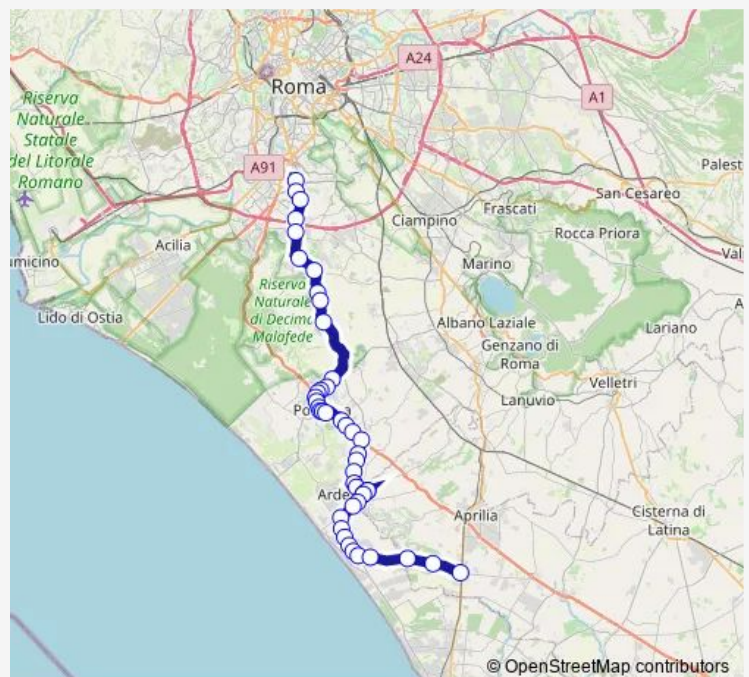 A24
Roma
A1
Riserva
Naturale
Statale
del Litorale
Romano
A91
Palest
San Cesareo
Frascati
Ciampino
Rocca Priora
Val
umicino
Acilia
Marino
Riserva
Naturale
di Decima
Malafede
Lido di Ostia
Albano Laziale
Lariano
Genzano di
Roma
Velletri
Lanuvio
Po
a
Arde
Aprilia
Cisterna di
Latina
© OpenStreetMap contributors